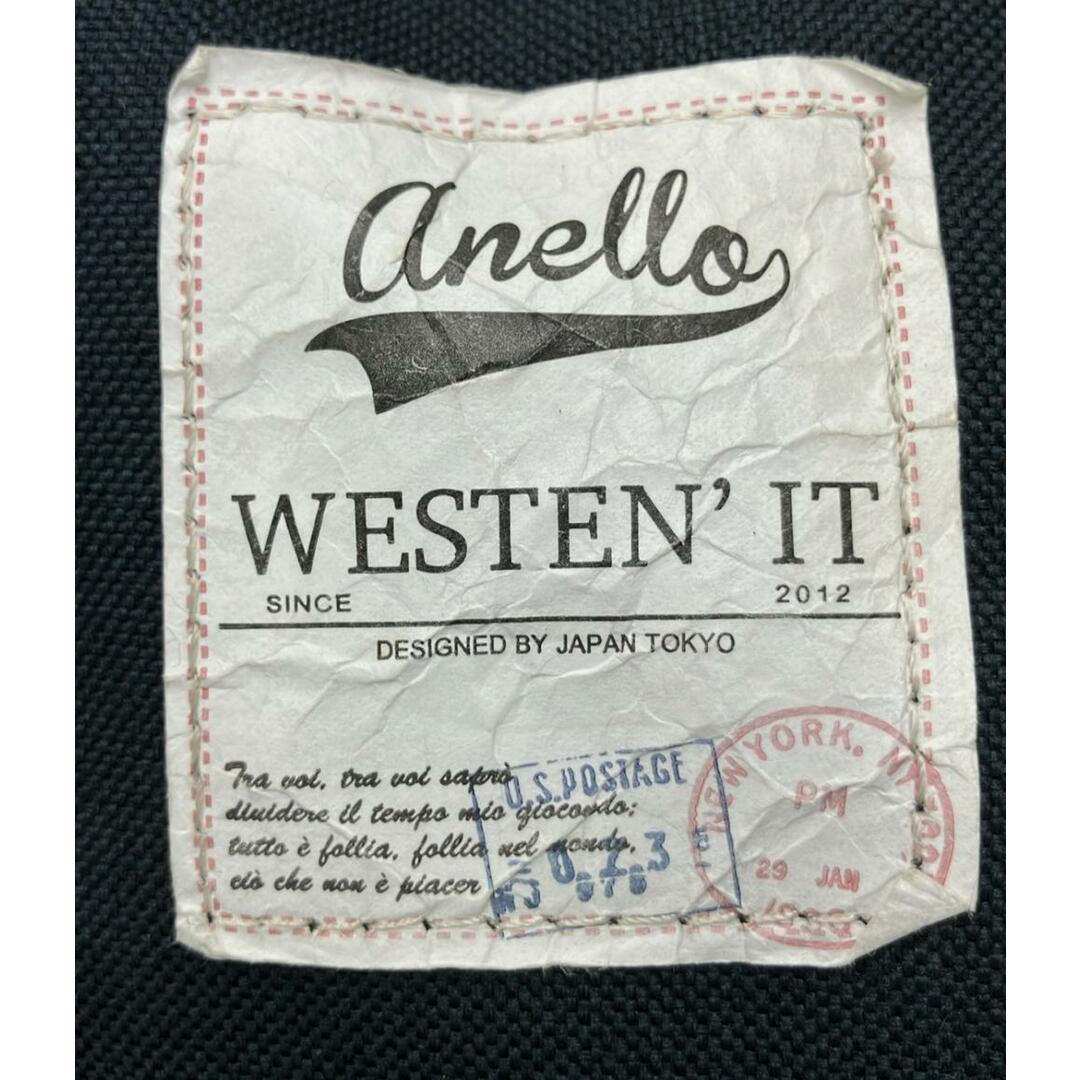 anello
WESTEN' IT
SINCE 2012
DESIGNED BY JAPAN TOKYO
Tra voi, tra voi saprò
dividere il tempo mio giocondo;
tutto è follia, follia nel mondo,
ciò che non è piacer
U.S.POSTAGE
NEW YORK, NY
PM
29 JAN